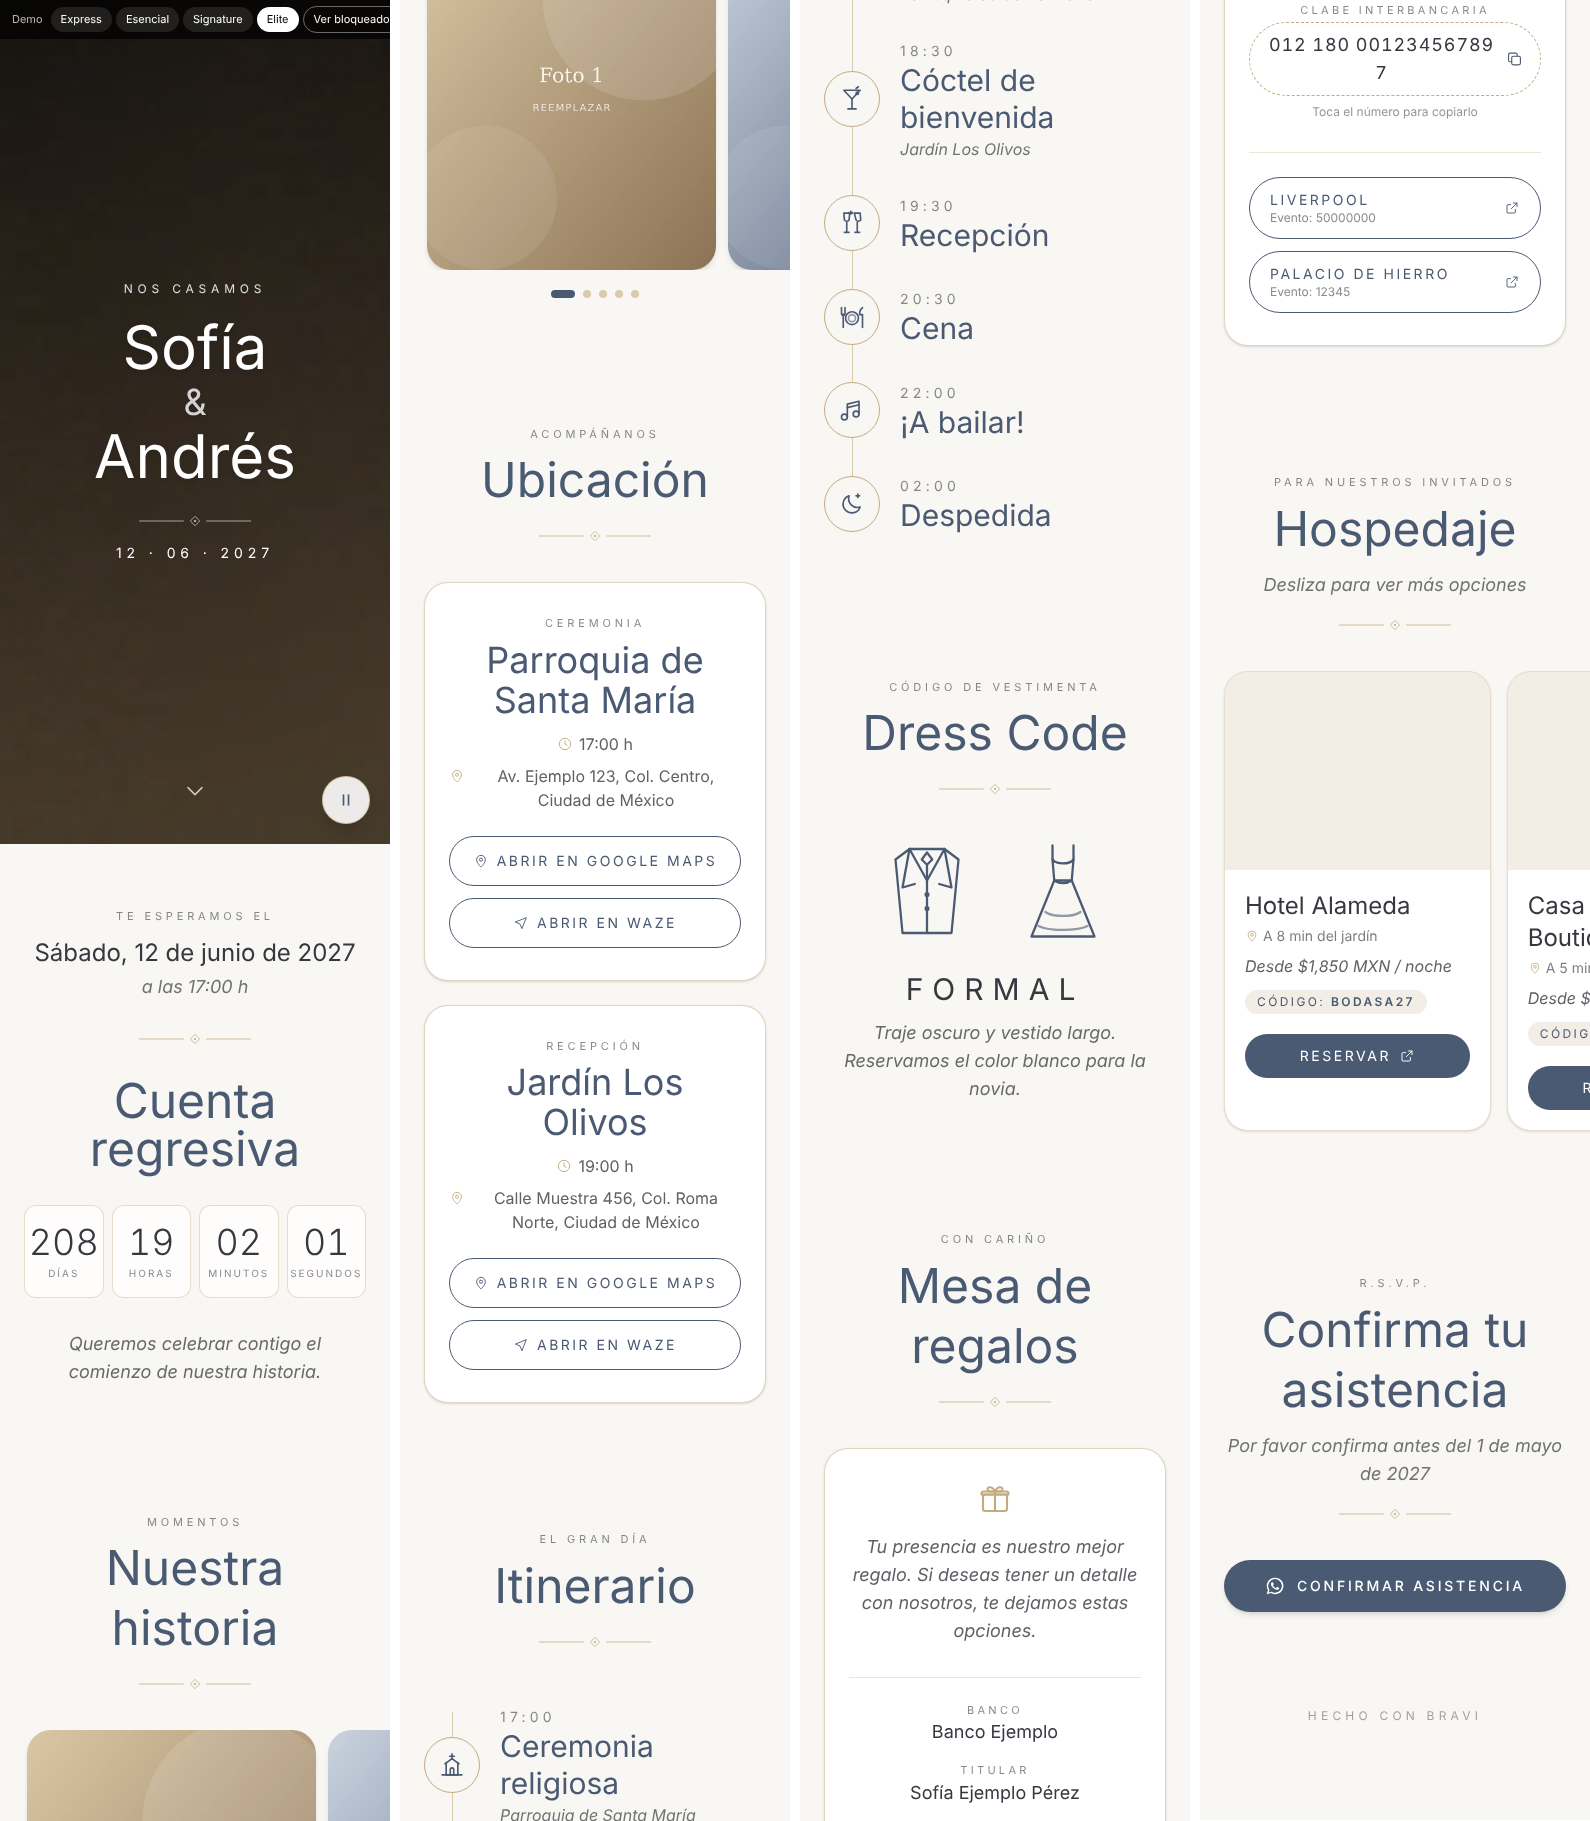 Demo Express Esencial Signature Elite Ver bloqueado
NOS CASAMOS
Sofía
&
Andrés
12 · 06 · 2027
TE ESPERAMOS EL
Sábado, 12 de junio de 2027
a las 17:00 h
Cuenta
regresiva
208 19 02 01
DÍAS HORAS MINUTOS SEGUNDOS
Queremos celebrar contigo el
comienzo de nuestra historia.
MOMENTOS
Nuestra
historia
Foto 1
REEMPLAZAR
ACOMPÁÑANOS
Ubicación
CEREMONIA
Parroquia de
Santa María
17:00 h
Av. Ejemplo 123, Col. Centro,
Ciudad de México
ABRIR EN GOOGLE MAPS
ABRIR EN WAZE
RECEPCIÓN
Jardín Los
Olivos
19:00 h
Calle Muestra 456, Col. Roma
Norte, Ciudad de México
ABRIR EN GOOGLE MAPS
ABRIR EN WAZE
EL GRAN DÍA
Itinerario
17:00
Ceremonia
religiosa
Parroquia de Santa María
18:30
Cóctel de
bienvenida
Jardín Los Olivos
19:30
Recepción
20:30
Cena
22:00
¡A bailar!
02:00
Despedida
CÓDIGO DE VESTIMENTA
Dress Code
FORMAL
Traje oscuro y vestido largo.
Reservamos el color blanco para la
novia.
CON CARIÑO
Mesa de
regalos
Tu presencia es nuestro mejor
regalo. Si deseas tener un detalle
con nosotros, te dejamos estas
opciones.
BANCO
Banco Ejemplo
TITULAR
Sofía Ejemplo Pérez
CLABE INTERBANCARIA
012 180 00123456789
7
Toca el número para copiarlo
LIVERPOOL
Evento: 50000000
PALACIO DE HIERRO
Evento: 12345
PARA NUESTROS INVITADOS
Hospedaje
Desliza para ver más opciones
Hotel Alameda
A 8 min del jardín
Desde $1,850 MXN / noche
CÓDIGO: BODASA27
RESERVAR
Casa
A 5
Desde $
R.S.V.P.
Confirma tu
asistencia
Por favor confirma antes del 1 de mayo
de 2027
CONFIRMAR ASISTENCIA
HECHO CON BRAVI